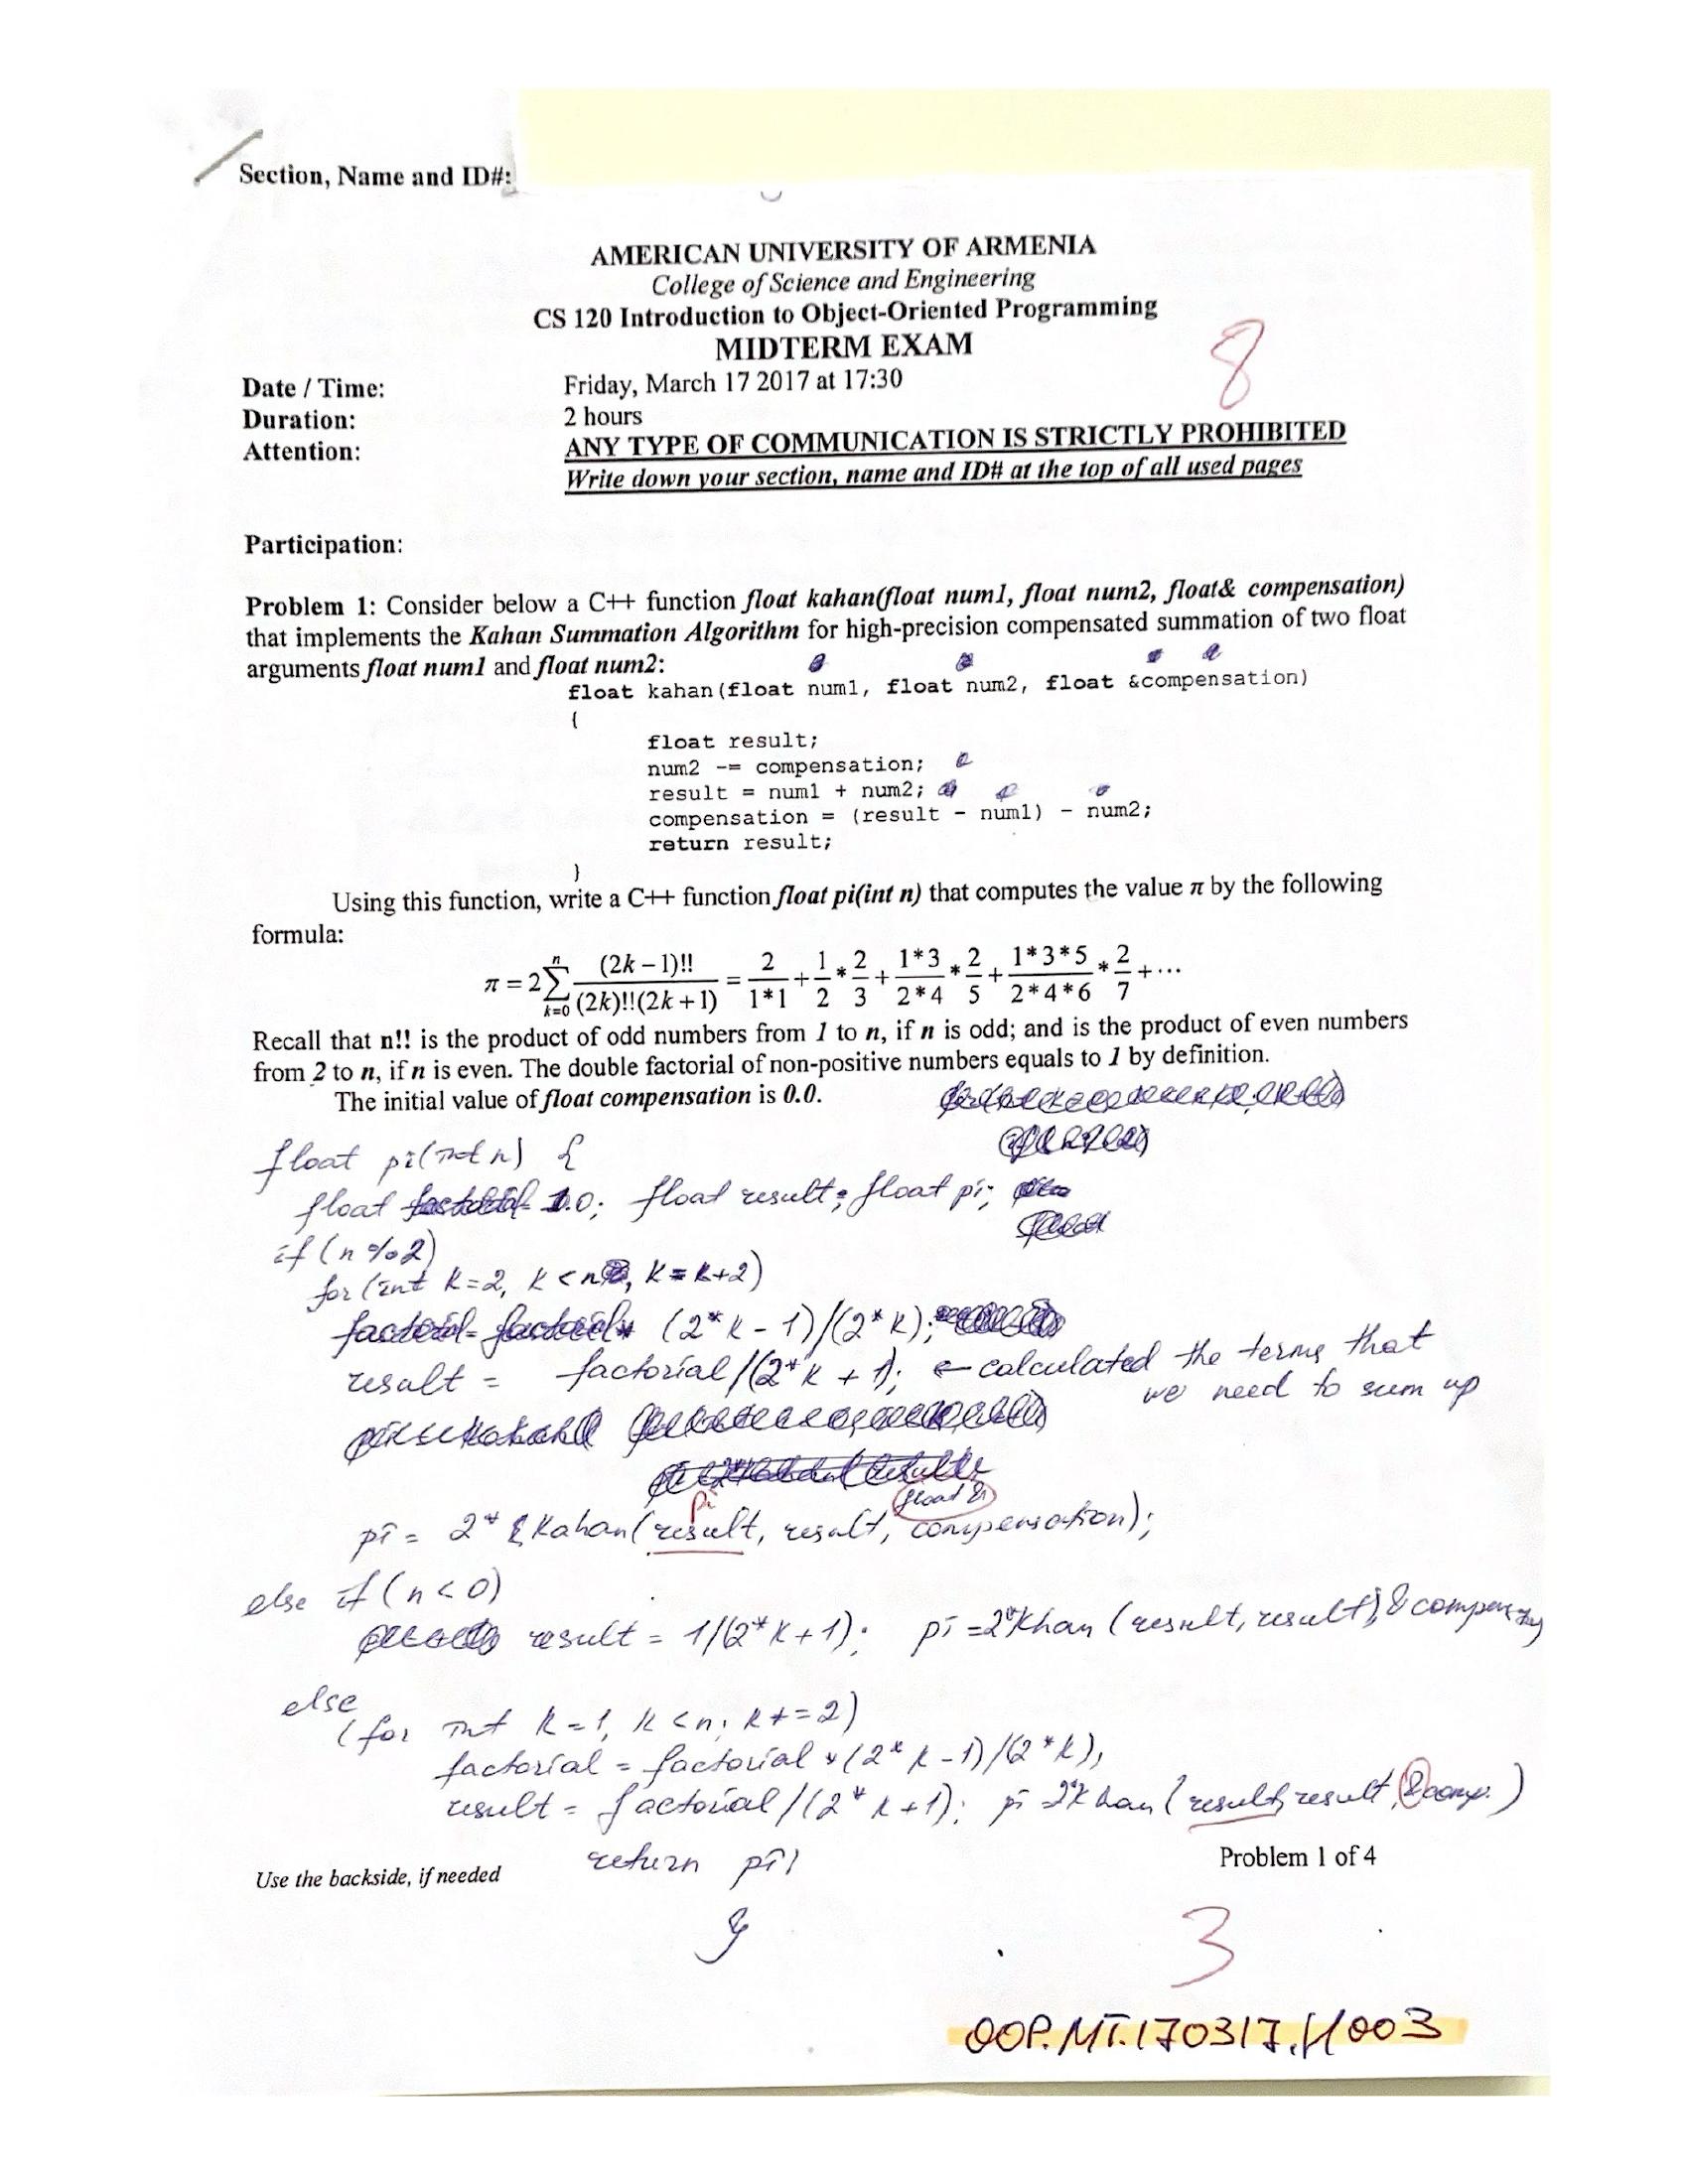 Section, Name and ID#:
AMERICAN UNIVERSITY OF ARMENIA
College of Science and Engineering
CS 120 Introduction to Object-Oriented Programming
MIDTERM EXAM
8
Date / Time: Friday, March 17 2017 at 17:30
Duration: 2 hours
Attention: ANY TYPE OF COMMUNICATION IS STRICTLY PROHIBITED
Write down your section, name and ID# at the top of all used pages
Participation:
Problem 1: Consider below a C++ function float kahan(float num1, float num2, float& compensation)
that implements the Kahan Summation Algorithm for high-precision compensated summation of two float
arguments float num1 and float num2:
float kahan(float num1, float num2, float &compensation)
{
float result;
num2 -= compensation;
result = num1 + num2;
compensation = (result - num1) - num2;
return result;
}
Using this function, write a C++ function float pi(int n) that computes the value π by the following
formula:
π = 2 Σ_{k=0}^{n} (2k – 1)!! / ((2k)!!(2k + 1)) = 2/(1*1) + 1/2 * 2/3 + (1*3)/(2*4) * 2/5 + (1*3*5)/(2*4*6) * 2/7 + ···
Recall that n!! is the product of odd numbers from 1 to n, if n is odd; and is the product of even numbers
from 2 to n, if n is even. The double factorial of non-positive numbers equals to 1 by definition.
The initial value of float compensation is 0.0.
float pi(int n) {
float factorial 1.0; float result; float pi;
if (n %2)
for (int k=2, k<n, k=k+2)
factorial = factorial * (2*k - 1)/(2*k);
result = factorial/(2*k + 1); ← calculated the terms that
we need to sum up
pi float &
pi = 2* kahan(result, result, compensation);
else if (n < 0)
result = 1/(2*k+1); pi =2*khan (result, result,
else
(for int k=1, k<n; k+=2)
factorial = factorial * (2* k-1)/(2*k),
result = factorial/(2* k+1); pi =2*khan (result, result, &comp.)
return pi;
}
Use the backside, if needed
Problem 1 of 4
3
OOP.MT.170317.H003